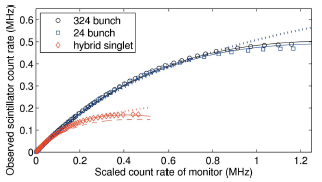 324 bunch
24 bunch
hybrid singlet
Observed scintillator count rate (MHz)
0.6
0.5
0.4
0.3
0.2
0.1
0
0
0.2
0.4
0.6
0.8
1
1.2
Scaled count rate of monitor (MHz)